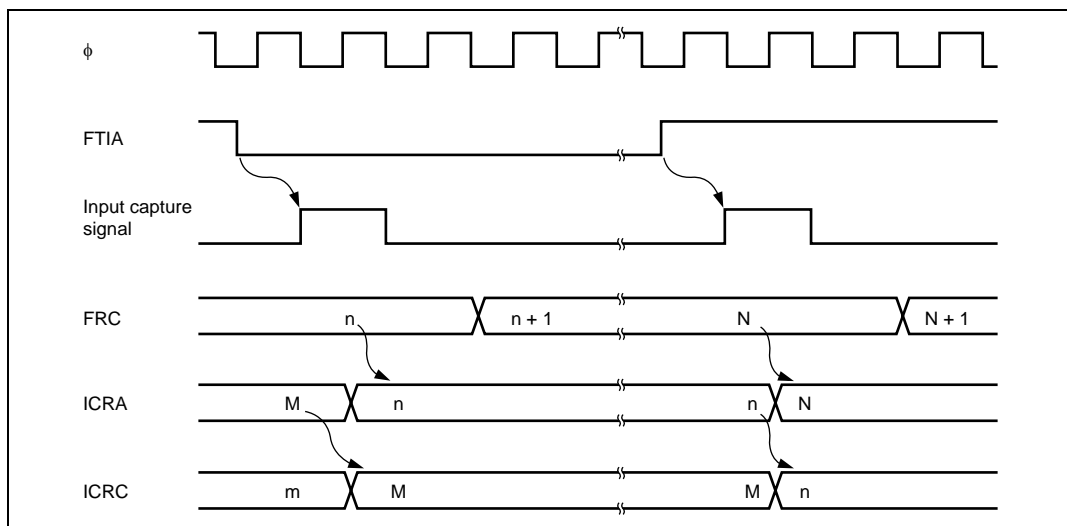 φ
FTIA
Input capture
signal
FRC n n + 1 N N + 1
ICRA M n n N
ICRC m M M n